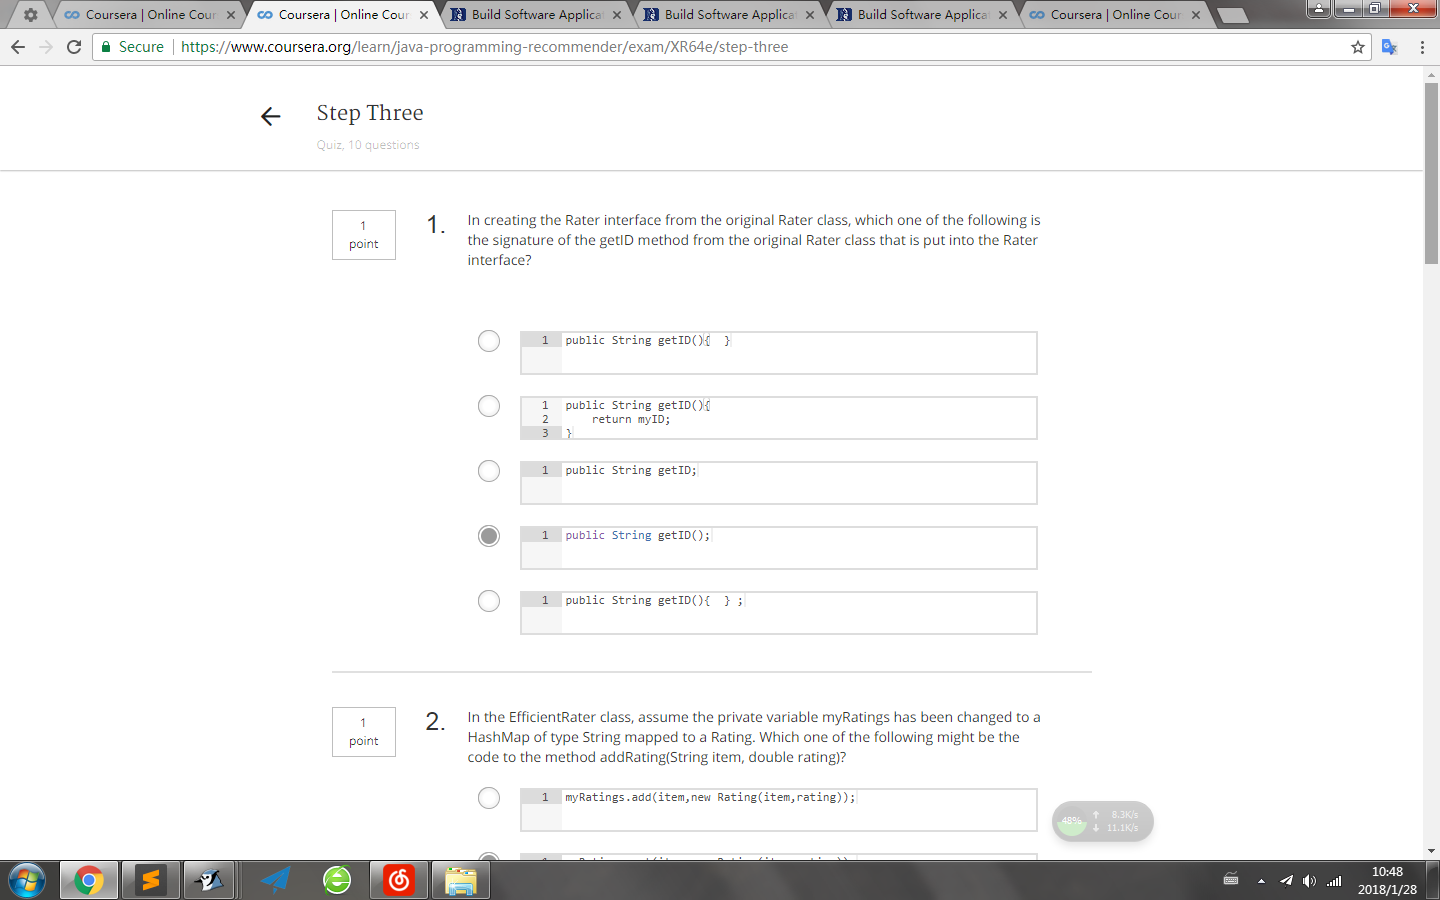 Coursera | Online Cour
Coursera | Online Cour
Build Software Applica
Build Software Applica
Build Software Applica
Coursera | Online Cour
Secure
https://www.coursera.org/learn/java-programming-recommender/exam/XR64e/step-three
Step Three
Quiz, 10 questions
1
point
1.
In creating the Rater interface from the original Rater class, which one of the following is
the signature of the getID method from the original Rater class that is put into the Rater
interface?
1 public String getID(){  }
1 public String getID(){
2     return myID;
3 }
1 public String getID;
1 public String getID();
1 public String getID(){  } ;
1
point
2.
In the EfficientRater class, assume the private variable myRatings has been changed to a
HashMap of type String mapped to a Rating. Which one of the following might be the
code to the method addRating(String item, double rating)?
1 myRatings.add(item,new Rating(item,rating));
48%
8.3K/s
11.1K/s
10:48
2018/1/28